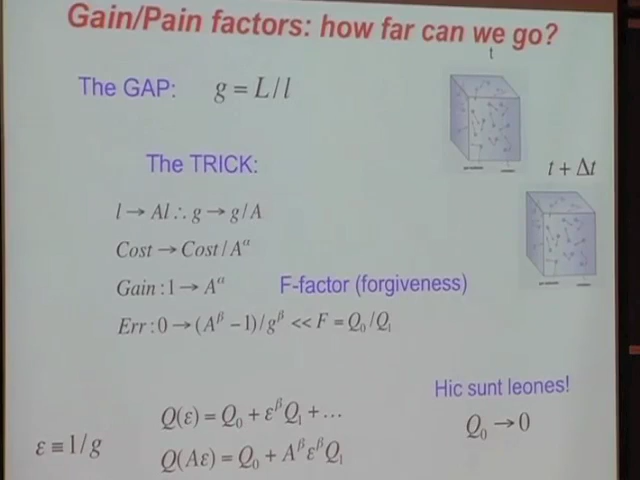 Gain/Pain factors: how far can we go?
t
The GAP: g = L/l
t + Δt
The TRICK:
l → Al ∴ g → g/A
Cost → Cost/A^α
Gain : 1 → A^α F-factor (forgiveness)
Err : 0 → (A^β − 1)/g^β << F = Q₀/Q₁
Hic sunt leones!
Q(ε) = Q₀ + ε^β Q₁ + ...
Q₀ → 0
ε ≡ 1/g
Q(Aε) = Q₀ + A^β ε^β Q₁